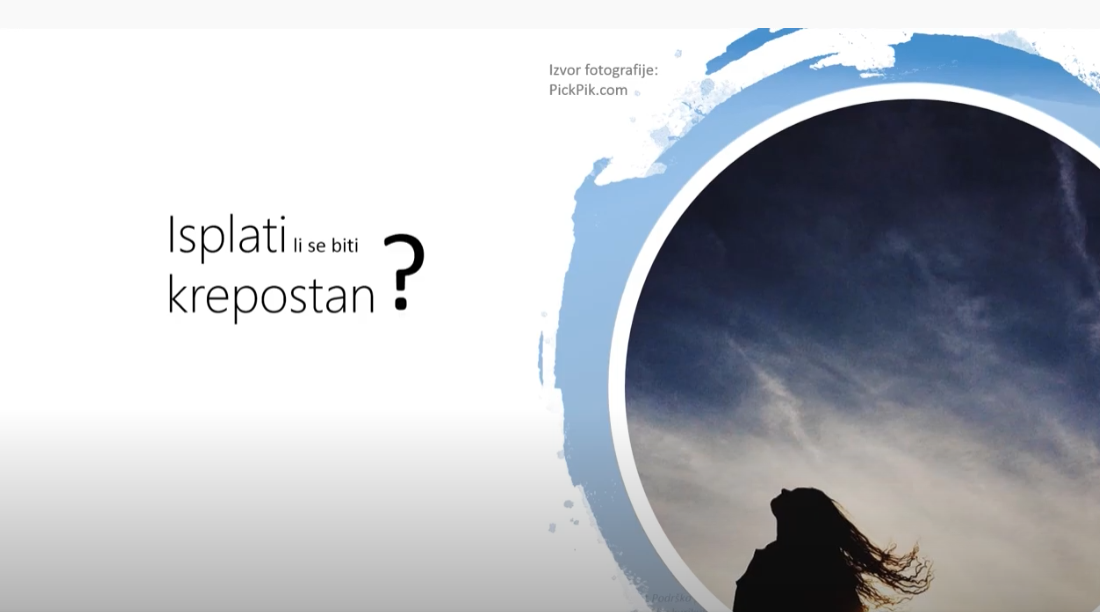 Izvor fotografije:
PickPik.com
Isplati li se biti
krepostan ?